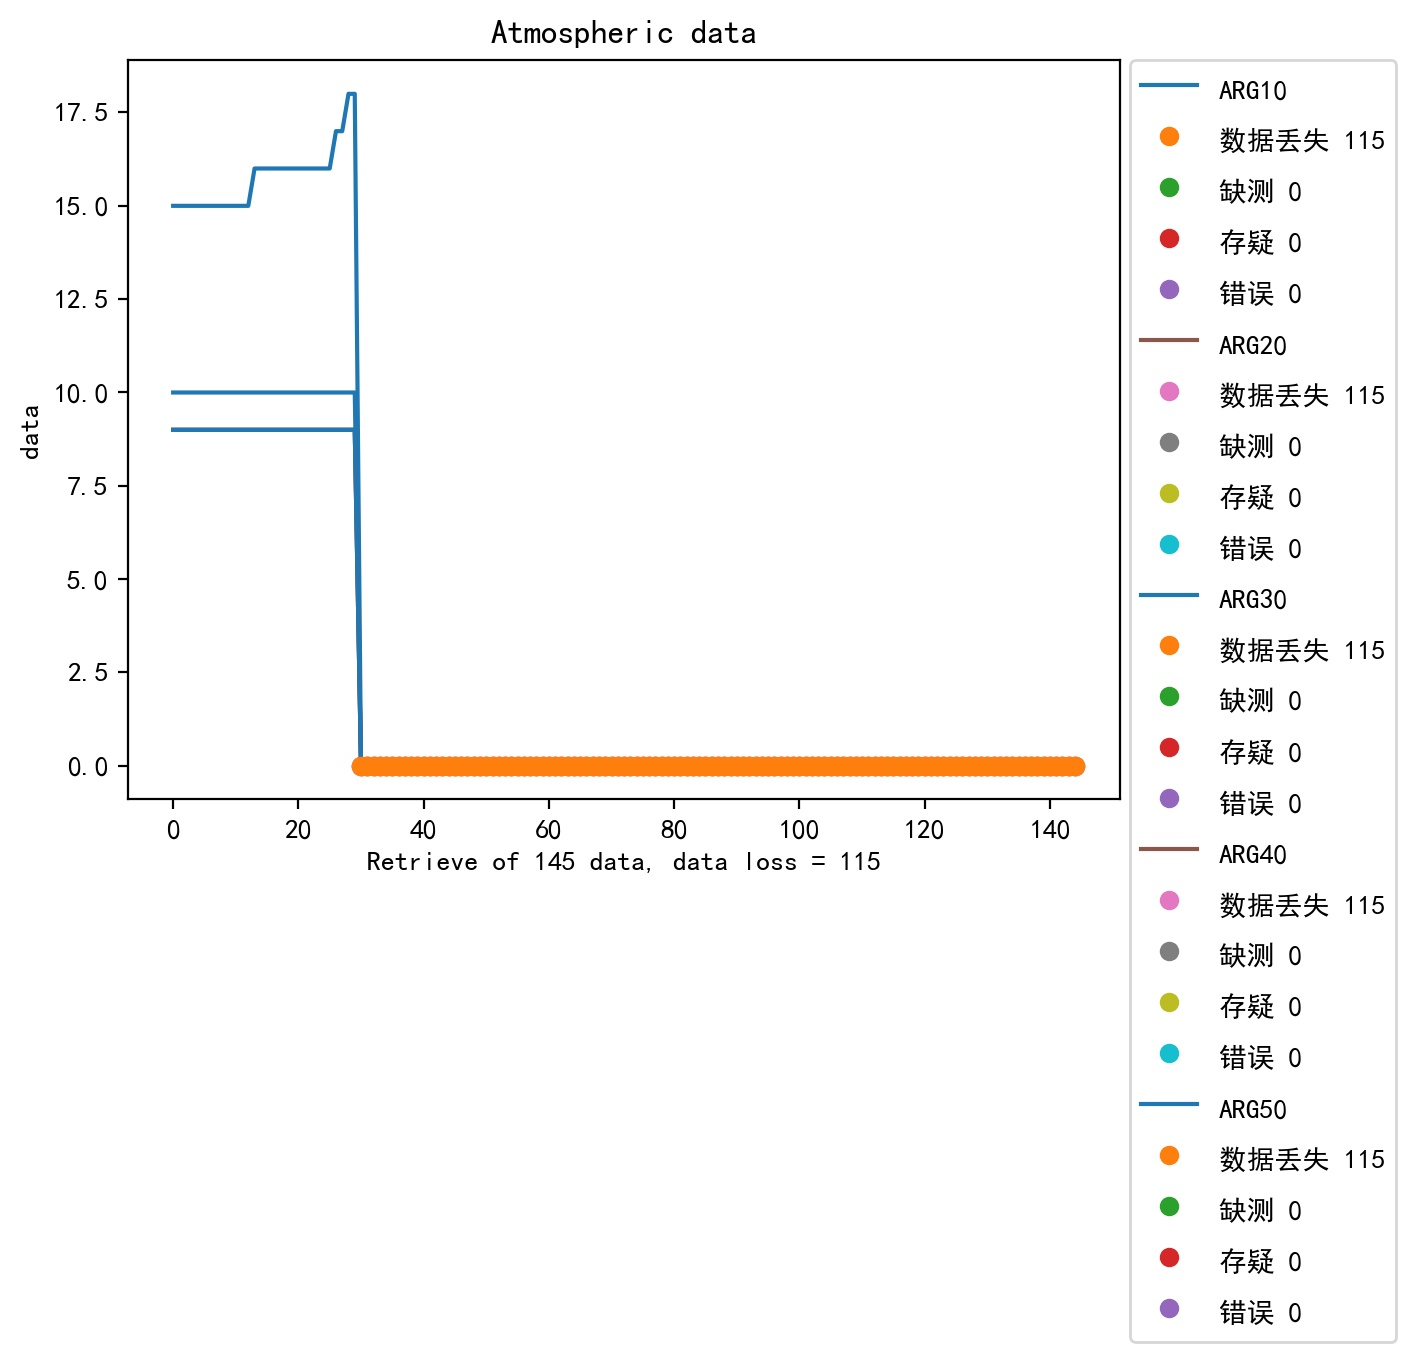 Atmospheric data
data
17.5
15.0
12.5
10.0
7.5
5.0
2.5
0.0
0 20 40 60 80 100 120 140
Retrieve of 145 data, data loss = 115
ARG10
数据丢失 115
缺测 0
存疑 0
错误 0
ARG20
数据丢失 115
缺测 0
存疑 0
错误 0
ARG30
数据丢失 115
缺测 0
存疑 0
错误 0
ARG40
数据丢失 115
缺测 0
存疑 0
错误 0
ARG50
数据丢失 115
缺测 0
存疑 0
错误 0